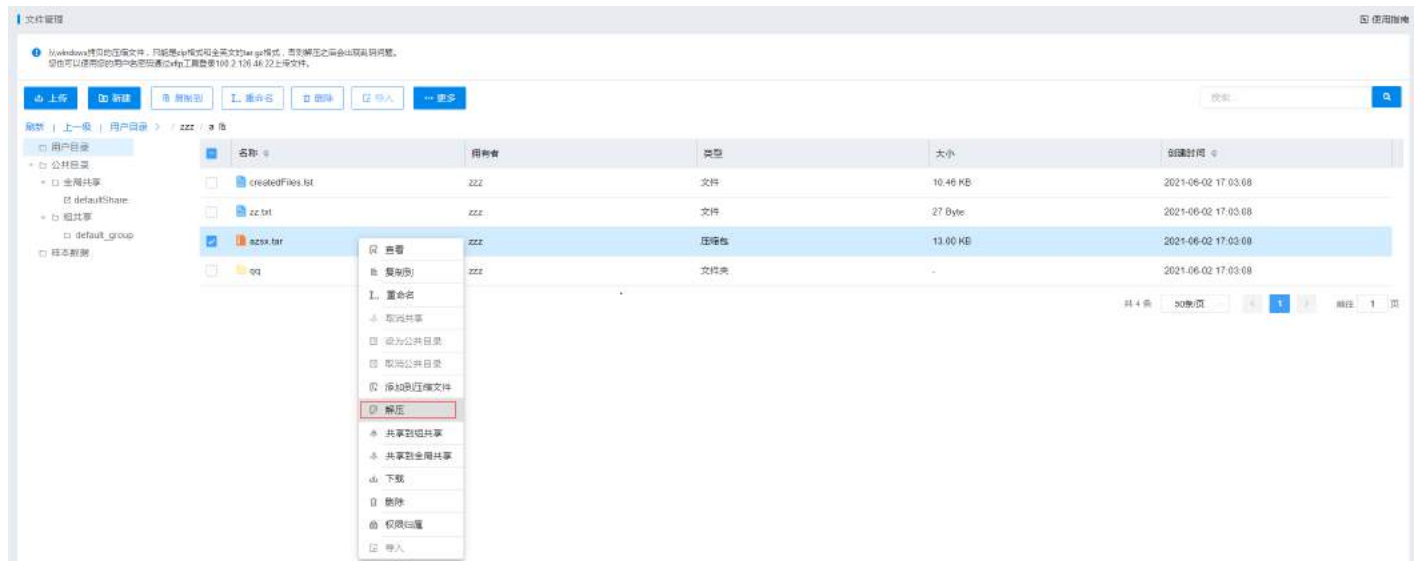 文件管理
使用指南
从windows拷贝的压缩文件，只能是zip格式和全英文的tar.gz格式，否则解压之后会出现乱码问题。
您也可以使用您的用户名密码通过xftp工具登录100.2.126.46:22上传文件。
上传 新建 复制到 重命名 删除 导入 ··· 更多 搜索...
刷新 | 上一级 | 用户目录 > / zzz / a
用户目录
公共目录
全局共享
defaultShare
组共享
default_group
样本数据
名称 拥有者 类型 大小 创建时间
createdFiles.lst zzz 文件 10.46 KB 2021-06-02 17:03:08
zz.txt zzz 文件 27 Byte 2021-06-02 17:03:08
azsx.tar zzz 压缩包 13.00 KB 2021-06-02 17:03:08
qq zzz 文件夹 - 2021-06-02 17:03:08
共 4 条 50条/页 < 1 > 前往 1 页
查看
复制到
重命名
取消共享
设为公共目录
取消公共目录
添加到压缩文件
解压
共享到组共享
共享到全局共享
下载
删除
权限归属
导入